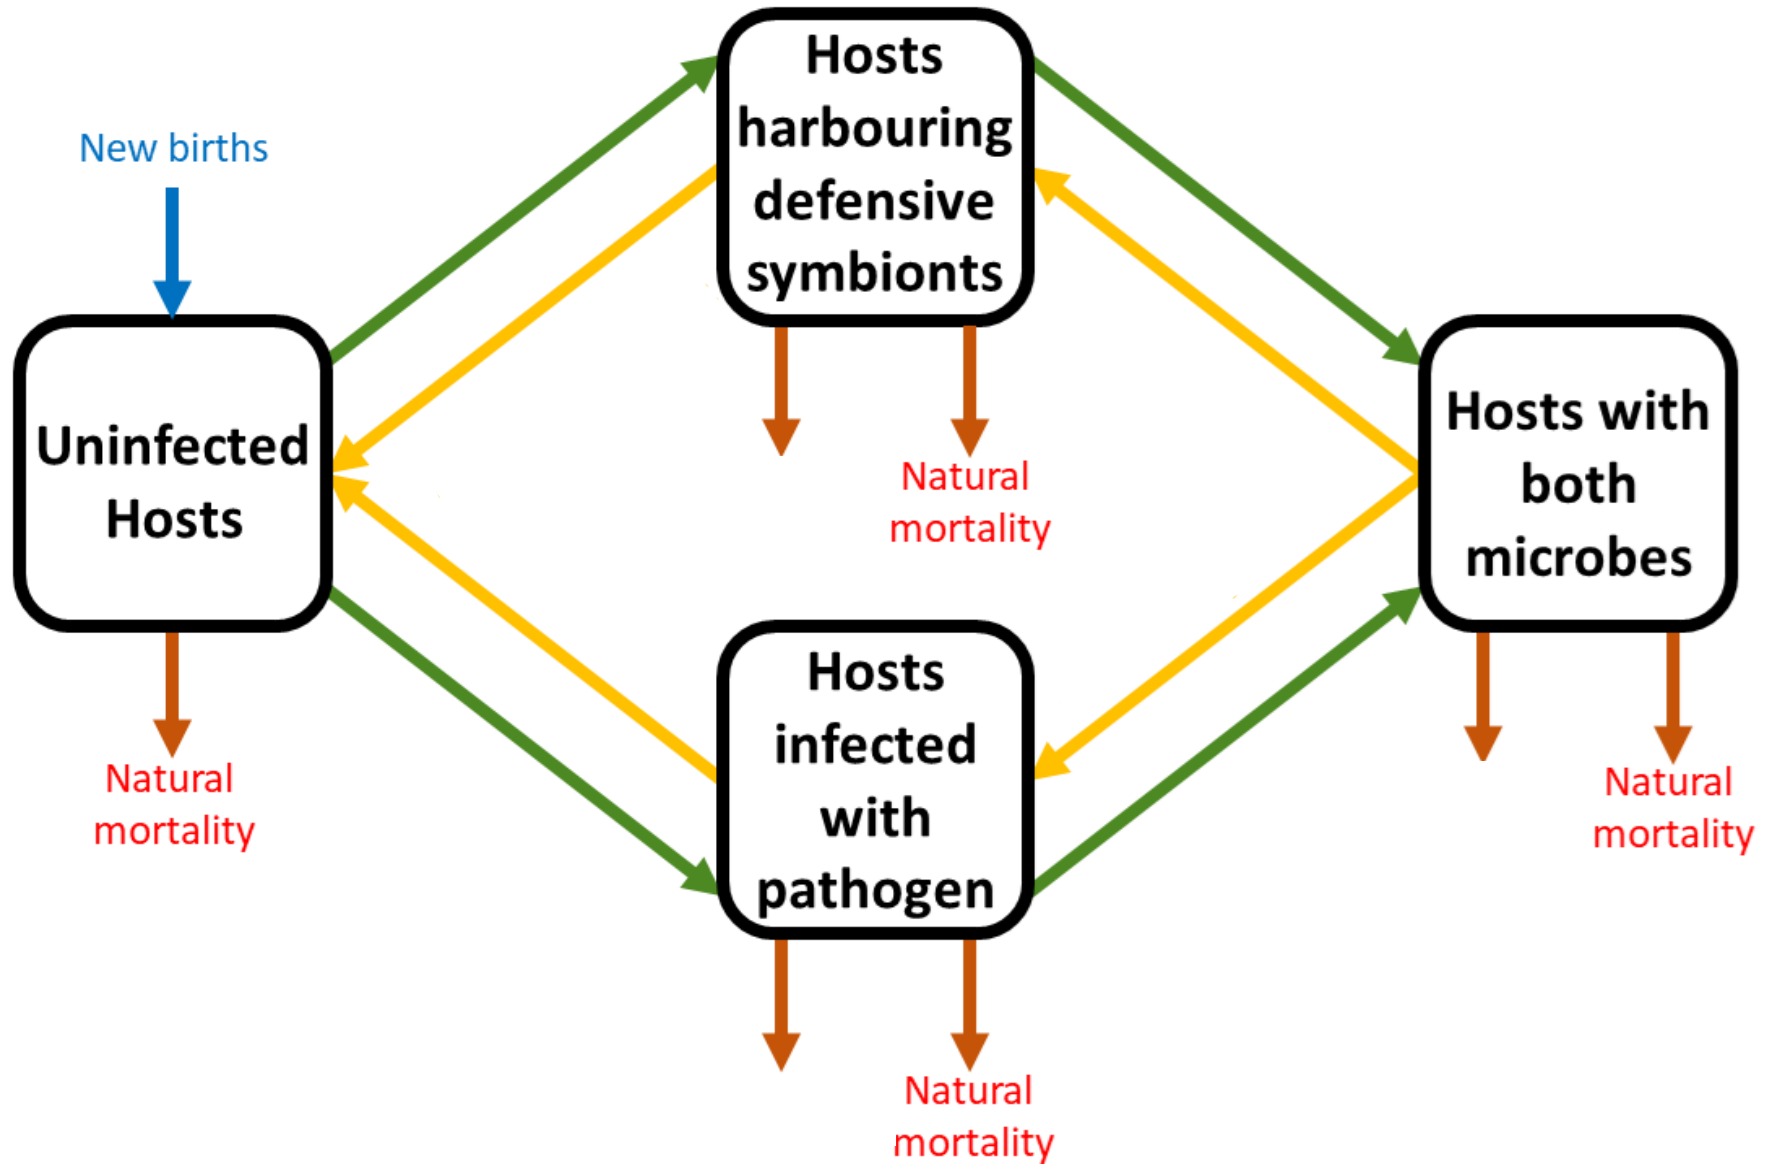 New births
Hosts
harbouring
defensive
symbionts
Uninfected
Hosts
Hosts with
both
microbes
Natural
mortality
Hosts
infected
with
pathogen
Natural
mortality
Natural
mortality
Natural
mortality